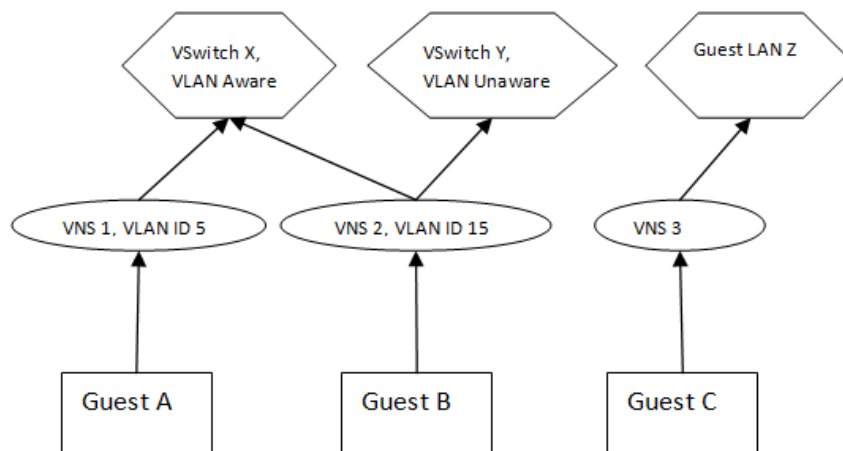 VSwitch X,
VLAN Aware
VSwitch Y,
VLAN Unaware
Guest LAN Z
VNS 1, VLAN ID 5
VNS 2, VLAN ID 15
VNS 3
Guest A
Guest B
Guest C